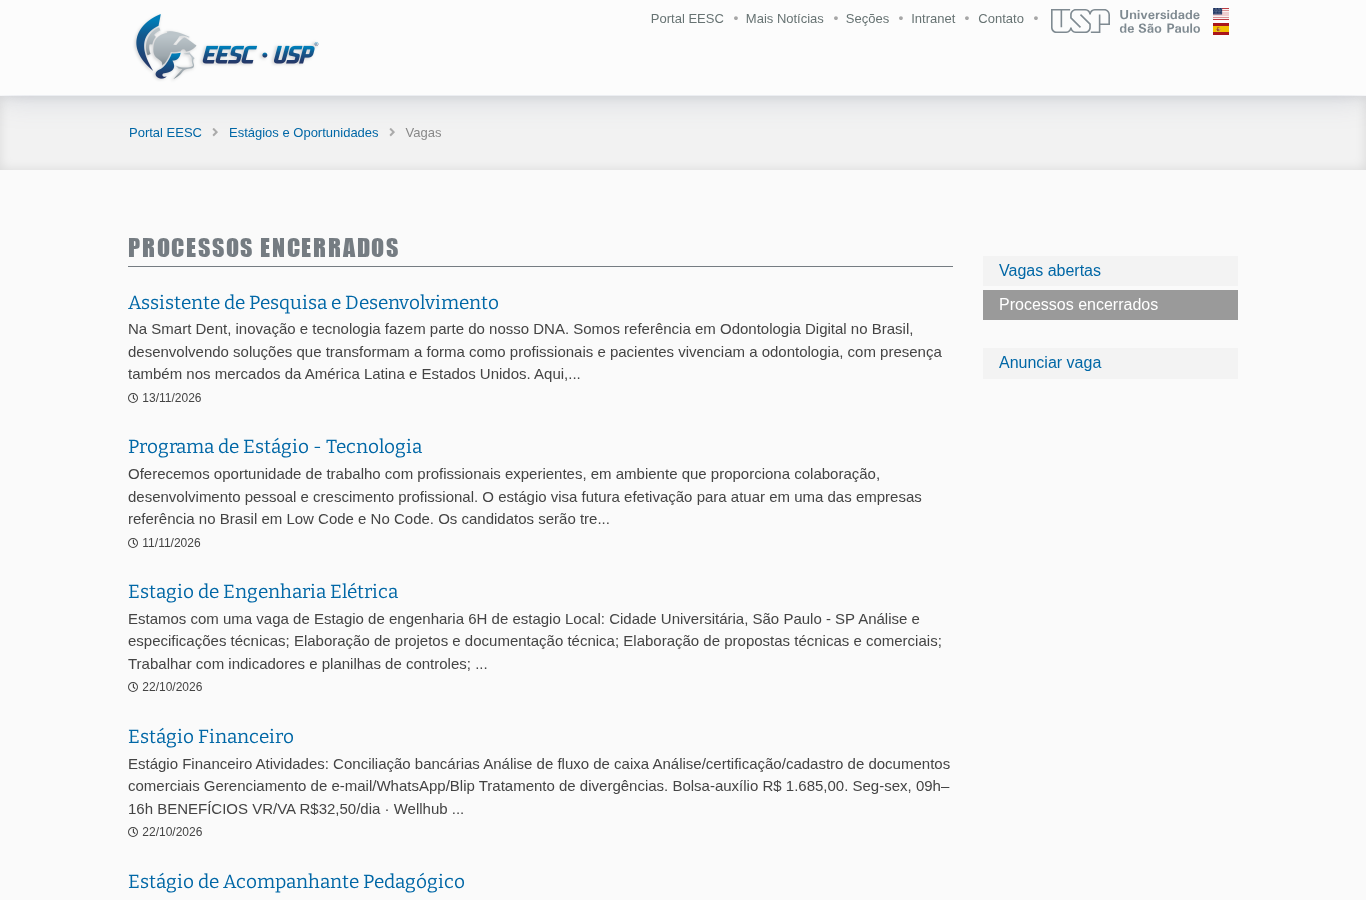 EESC · USP®
Portal EESC • Mais Notícias • Seções • Intranet • Contato •
USP Universidade
de São Paulo
Portal EESC > Estágios e Oportunidades > Vagas
PROCESSOS ENCERRADOS
Assistente de Pesquisa e Desenvolvimento
Na Smart Dent, inovação e tecnologia fazem parte do nosso DNA. Somos referência em Odontologia Digital no Brasil,
desenvolvendo soluções que transformam a forma como profissionais e pacientes vivenciam a odontologia, com presença
também nos mercados da América Latina e Estados Unidos. Aqui,...
13/11/2026
Programa de Estágio - Tecnologia
Oferecemos oportunidade de trabalho com profissionais experientes, em ambiente que proporciona colaboração,
desenvolvimento pessoal e crescimento profissional. O estágio visa futura efetivação para atuar em uma das empresas
referência no Brasil em Low Code e No Code. Os candidatos serão tre...
11/11/2026
Estagio de Engenharia Elétrica
Estamos com uma vaga de Estagio de engenharia 6H de estagio Local: Cidade Universitária, São Paulo - SP Análise e
especificações técnicas; Elaboração de projetos e documentação técnica; Elaboração de propostas técnicas e comerciais;
Trabalhar com indicadores e planilhas de controles; ...
22/10/2026
Estágio Financeiro
Estágio Financeiro Atividades: Conciliação bancárias Análise de fluxo de caixa Análise/certificação/cadastro de documentos
comerciais Gerenciamento de e-mail/WhatsApp/Blip Tratamento de divergências. Bolsa-auxílio R$ 1.685,00. Seg-sex, 09h–
16h BENEFÍCIOS VR/VA R$32,50/dia · Wellhub ...
22/10/2026
Estágio de Acompanhante Pedagógico
Vagas abertas
Processos encerrados
Anunciar vaga